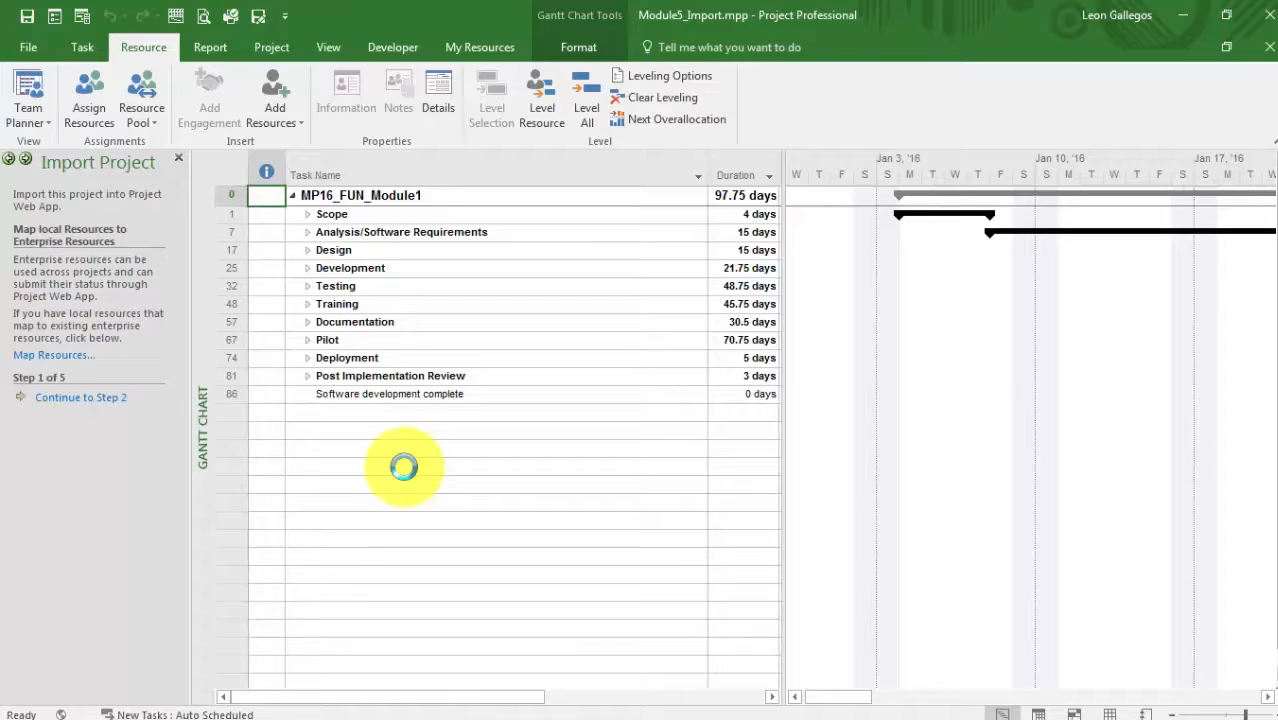 Gantt Chart Tools Module5_Import.mpp - Project Professional Leon Gallegos
File Task Resource Report Project View Developer My Resources Format Tell me what you want to do
Team Planner Assign Resources Resource Pool Add Engagement Add Resources Information Notes Details Level Selection Level Resource Level All
Leveling Options
Clear Leveling
Next Overallocation
View Assignments Insert Properties Level
Import Project
Import this project into Project
Web App.
Map local Resources to
Enterprise Resources
Enterprise resources can be
used across projects and can
submit their status through
Project Web App.
If you have local resources that
map to existing enterprise
resources, click below.
Map Resources...
Step 1 of 5
Continue to Step 2
GANTT CHART
Task Name Duration
0 MP16_FUN_Module1 97.75 days
1 Scope 4 days
7 Analysis/Software Requirements 15 days
17 Design 15 days
25 Development 21.75 days
32 Testing 48.75 days
48 Training 45.75 days
57 Documentation 30.5 days
67 Pilot 70.75 days
74 Deployment 5 days
81 Post Implementation Review 3 days
86 Software development complete 0 days
Jan 3, '16 Jan 10, '16 Jan 17, '16
W T F S S M T W T F S S M T W T F S S M T W
Ready New Tasks : Auto Scheduled